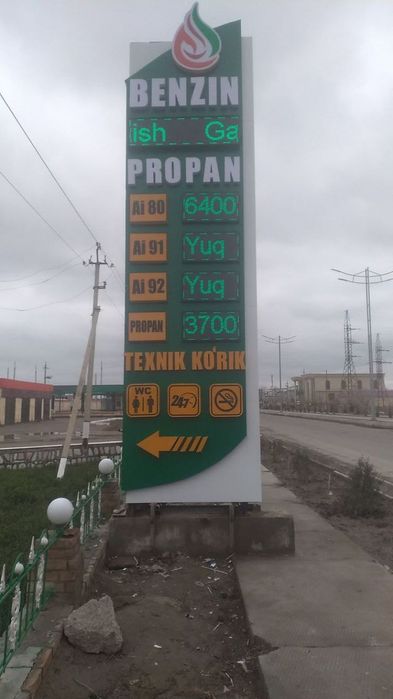 BENZIN
ish Ga
PROPAN
Ai 80 6400
Ai 91 Yuq
Ai 92 Yuq
PROPAN 3700
TEXNIK KO'RIK
WC 24/7